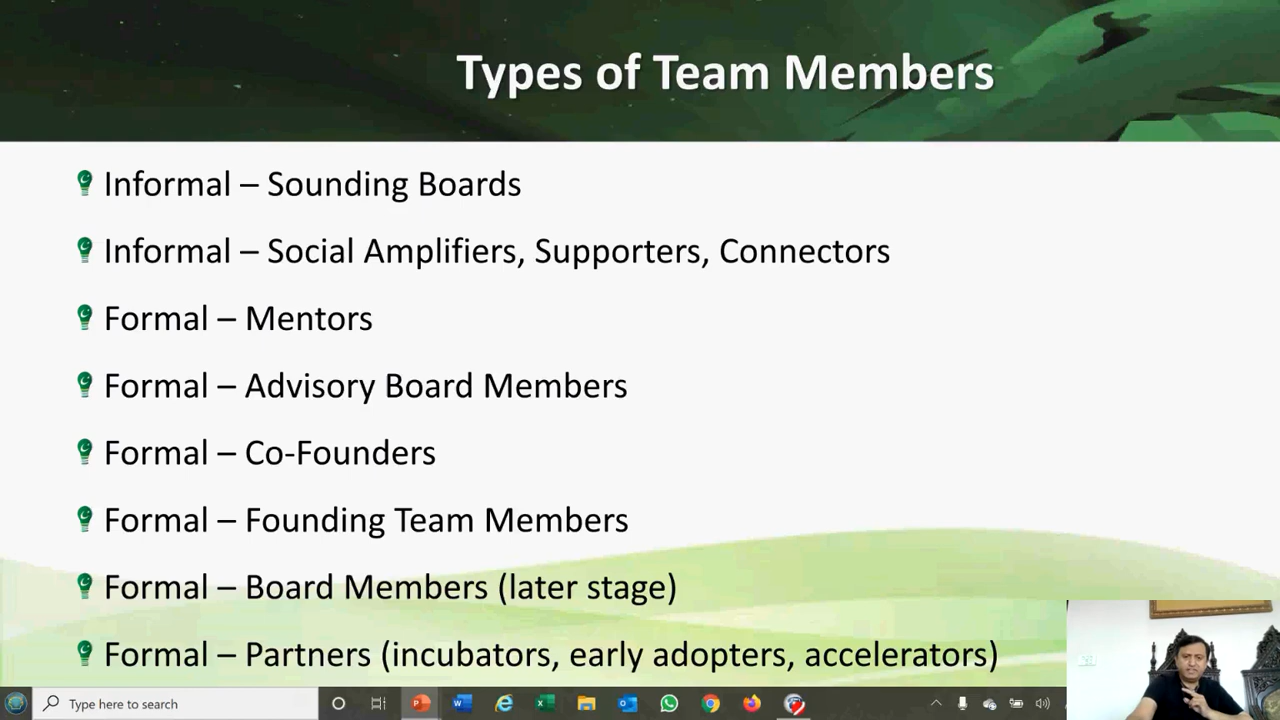 Types of Team Members
Informal – Sounding Boards
Informal – Social Amplifiers, Supporters, Connectors
Formal – Mentors
Formal – Advisory Board Members
Formal – Co-Founders
Formal – Founding Team Members
Formal – Board Members (later stage)
Formal – Partners (incubators, early adopters, accelerators)
Type here to search